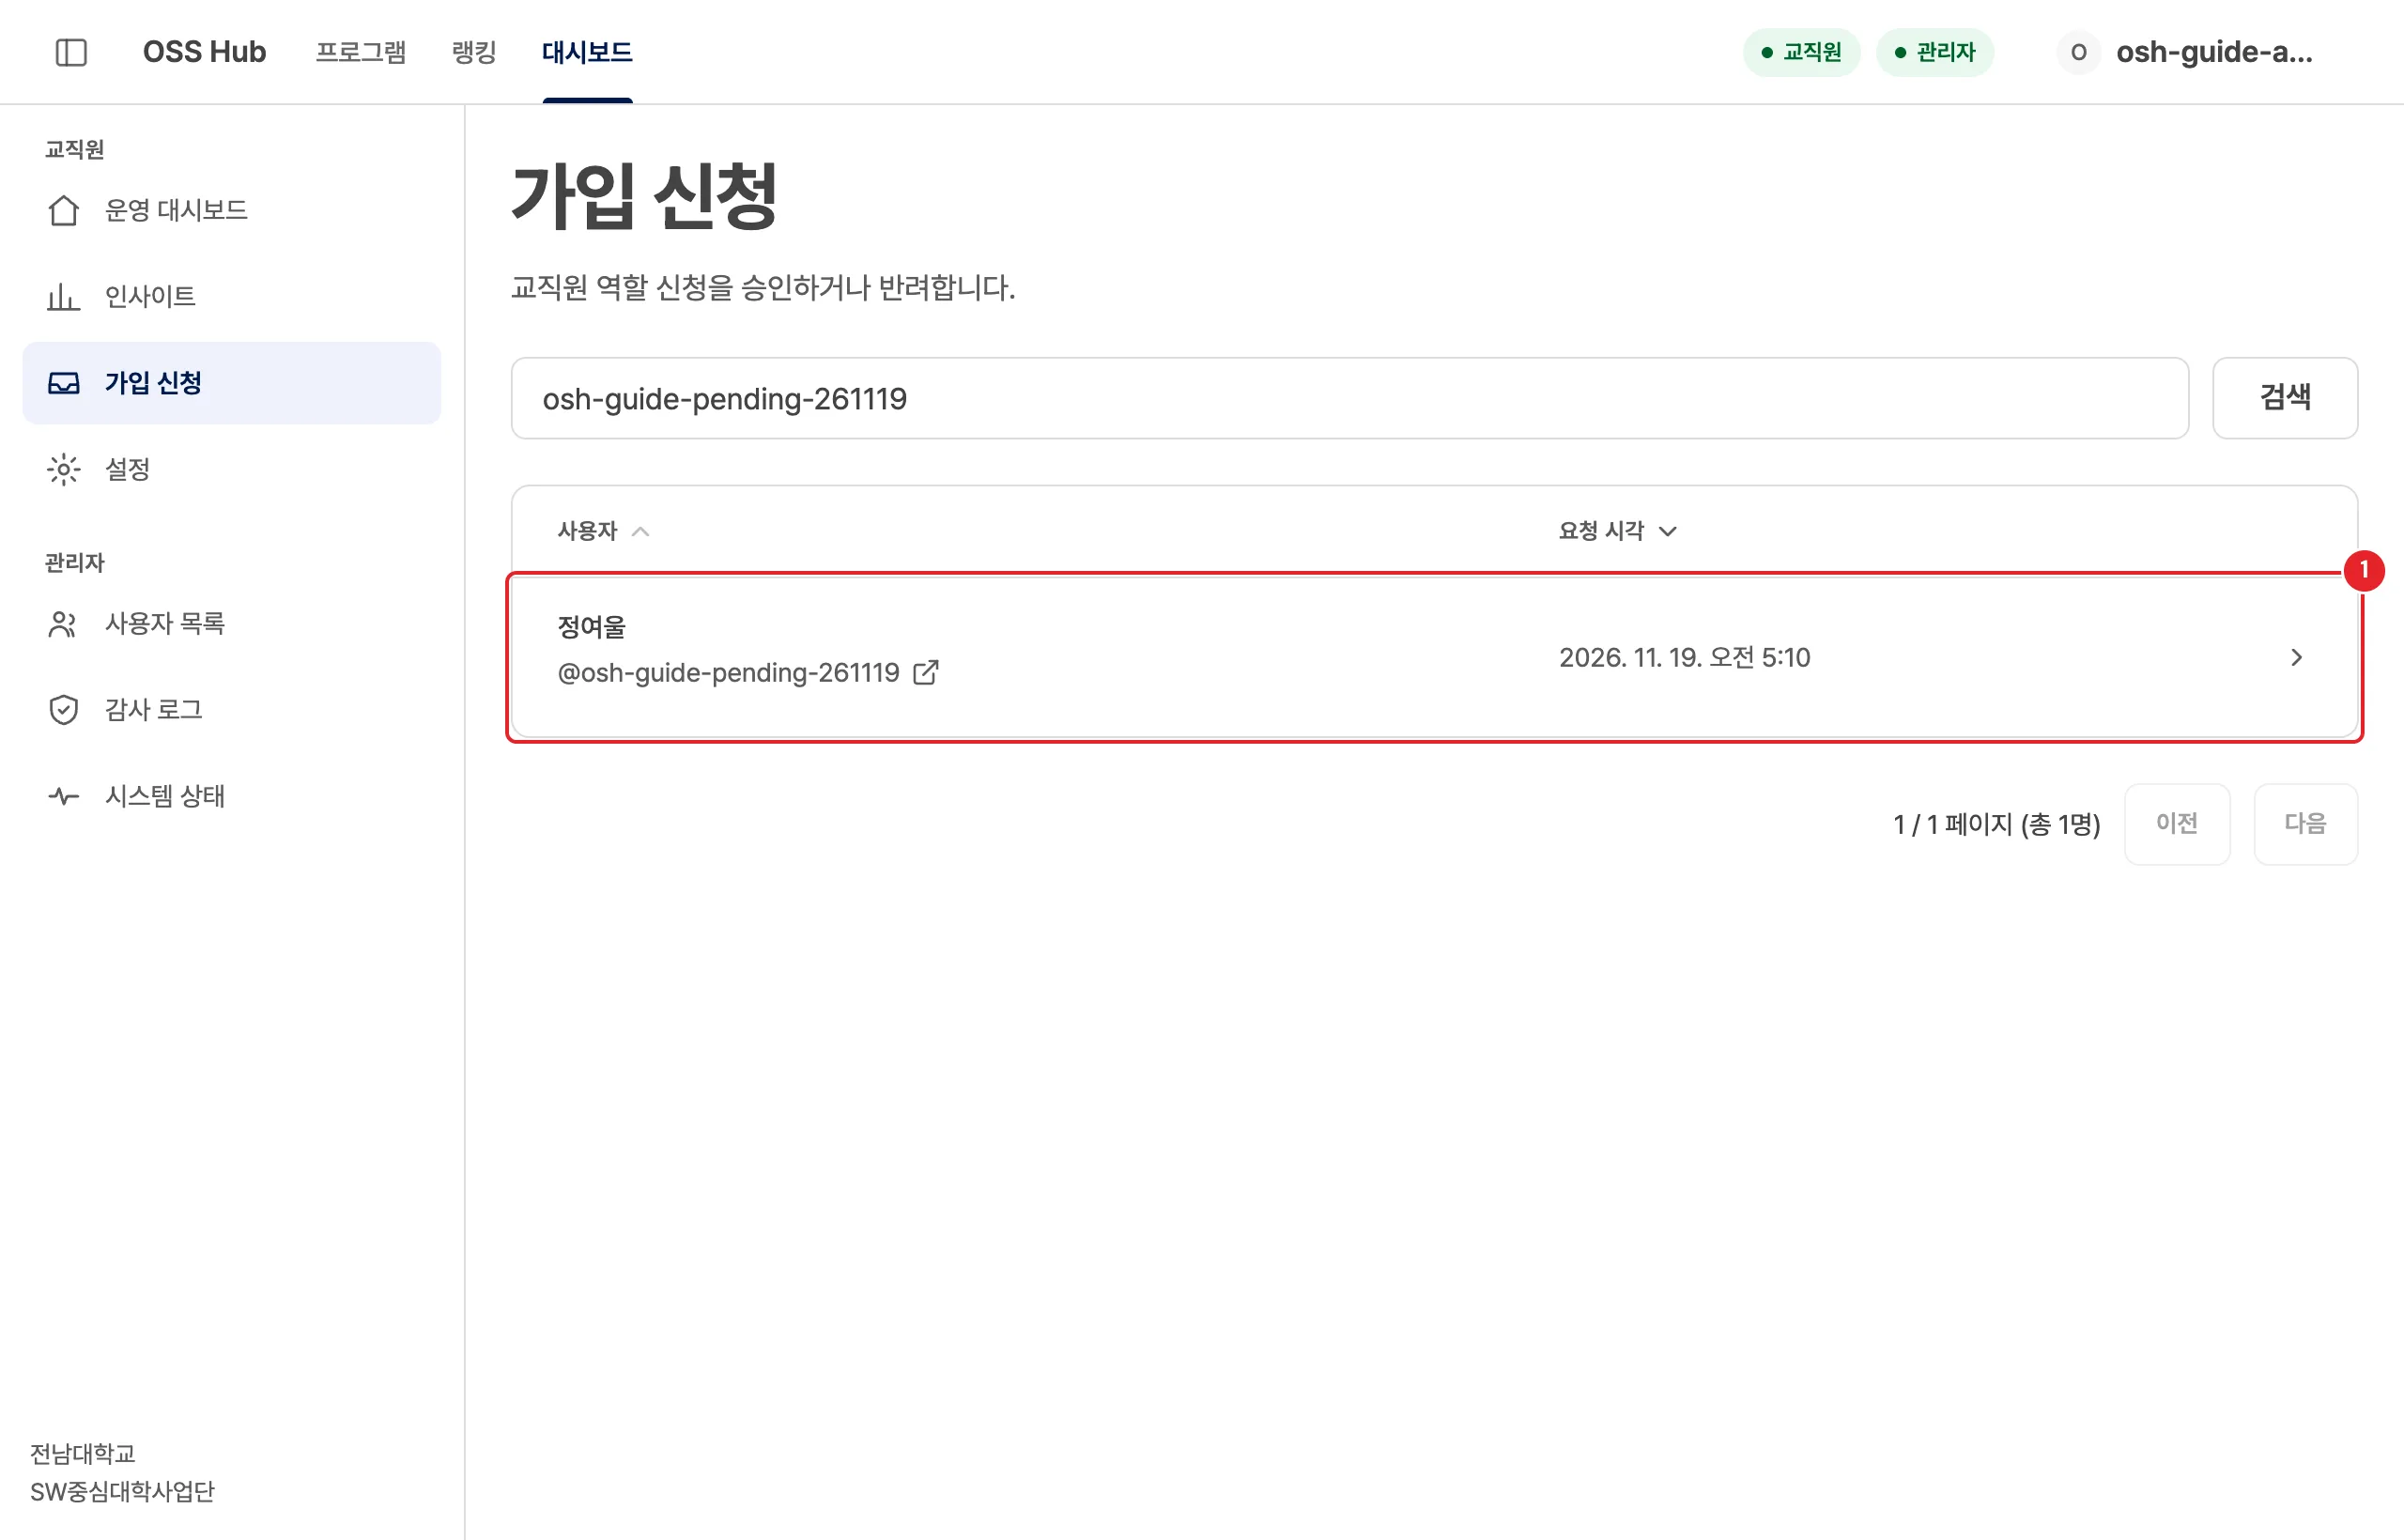 OSS Hub
프로그램
랭킹
대시보드
교직원
관리자
O
osh-guide-a...
교직원
운영 대시보드
인사이트
가입 신청
설정
관리자
사용자 목록
감사 로그
시스템 상태
전남대학교
SW중심대학사업단
가입 신청
교직원 역할 신청을 승인하거나 반려합니다.
osh-guide-pending-261119
검색
사용자
요청 시각
1
정여울
@osh-guide-pending-261119
2026. 11. 19. 오전 5:10
1 / 1 페이지 (총 1명)
이전
다음